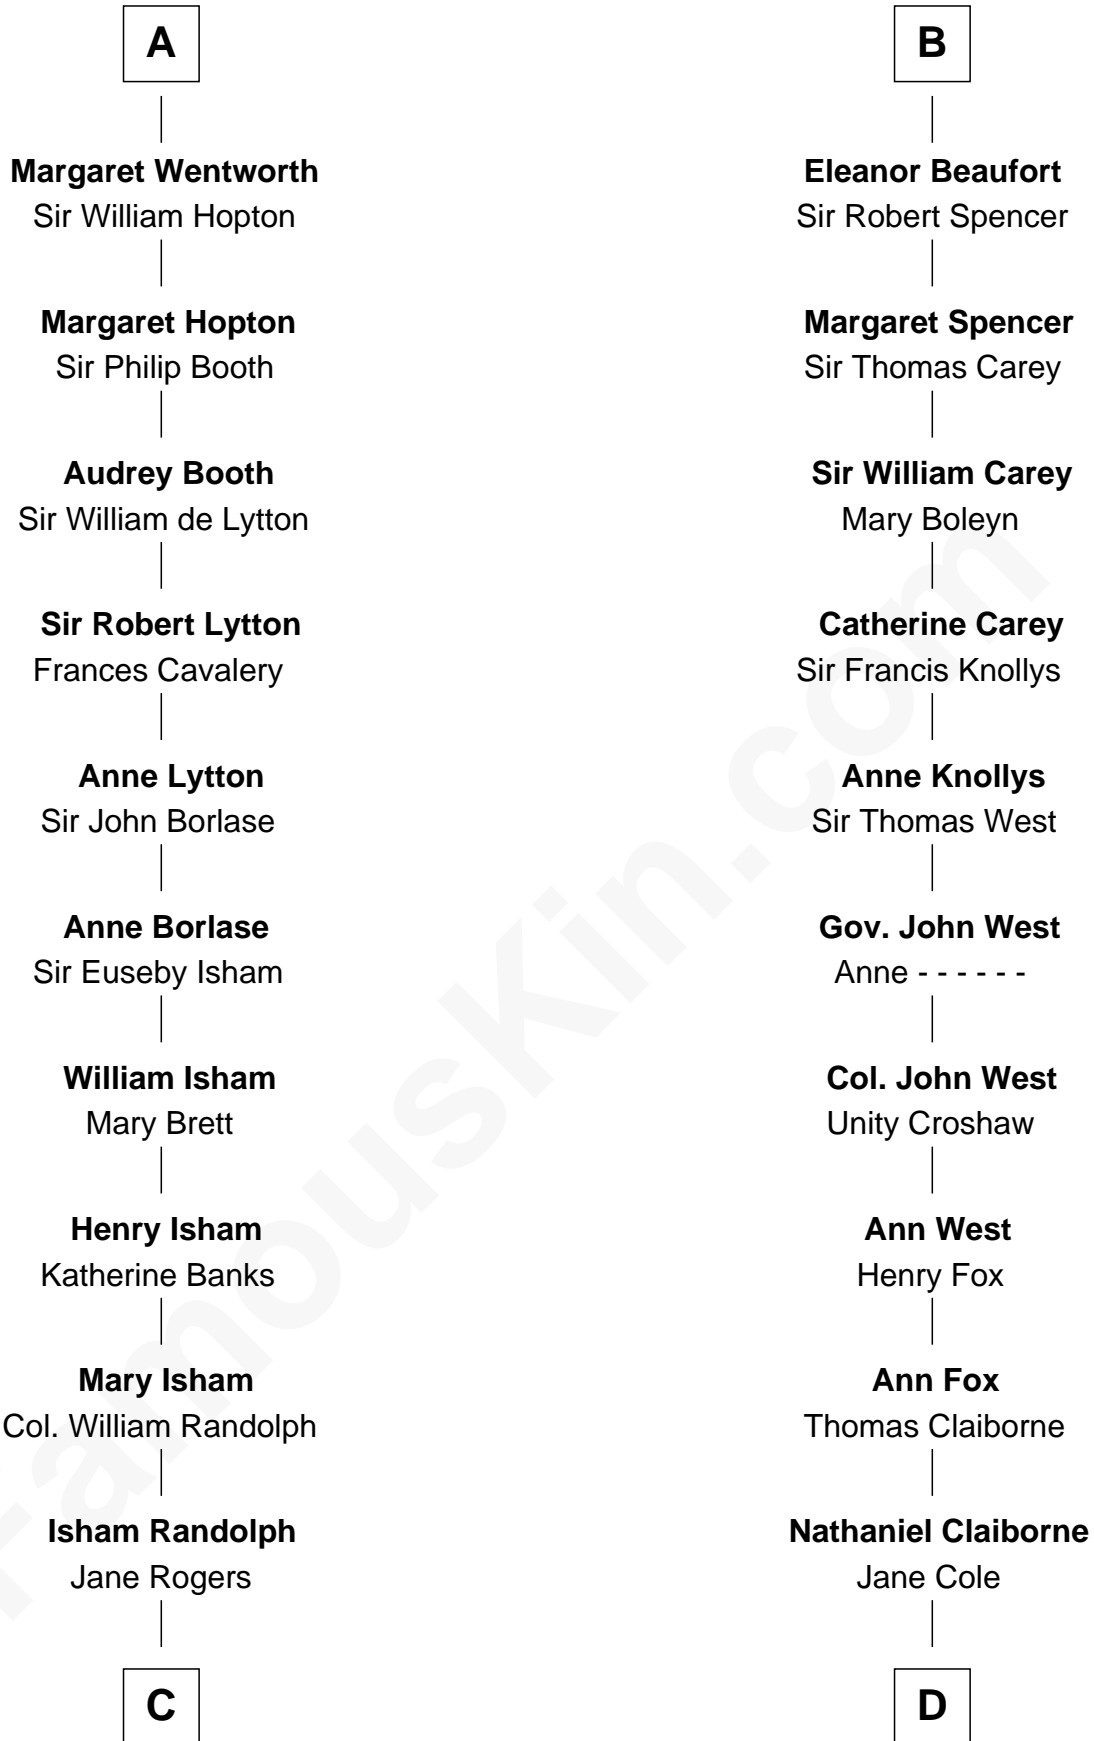 A
Margaret Wentworth
Sir William Hopton
Margaret Hopton
Sir Philip Booth
Audrey Booth
Sir William de Lytton
Sir Robert Lytton
Frances Cavalery
Anne Lytton
Sir John Borlase
Anne Borlase
Sir Euseby Isham
William Isham
Mary Brett
Henry Isham
Katherine Banks
Mary Isham
Col. William Randolph
Isham Randolph
Jane Rogers
C
B
Eleanor Beaufort
Sir Robert Spencer
Margaret Spencer
Sir Thomas Carey
Sir William Carey
Mary Boleyn
Catherine Carey
Sir Francis Knollys
Anne Knollys
Sir Thomas West
Gov. John West
Anne - - - - - -
Col. John West
Unity Croshaw
Ann West
Henry Fox
Ann Fox
Thomas Claiborne
Nathaniel Claiborne
Jane Cole
D
FamousKin.com